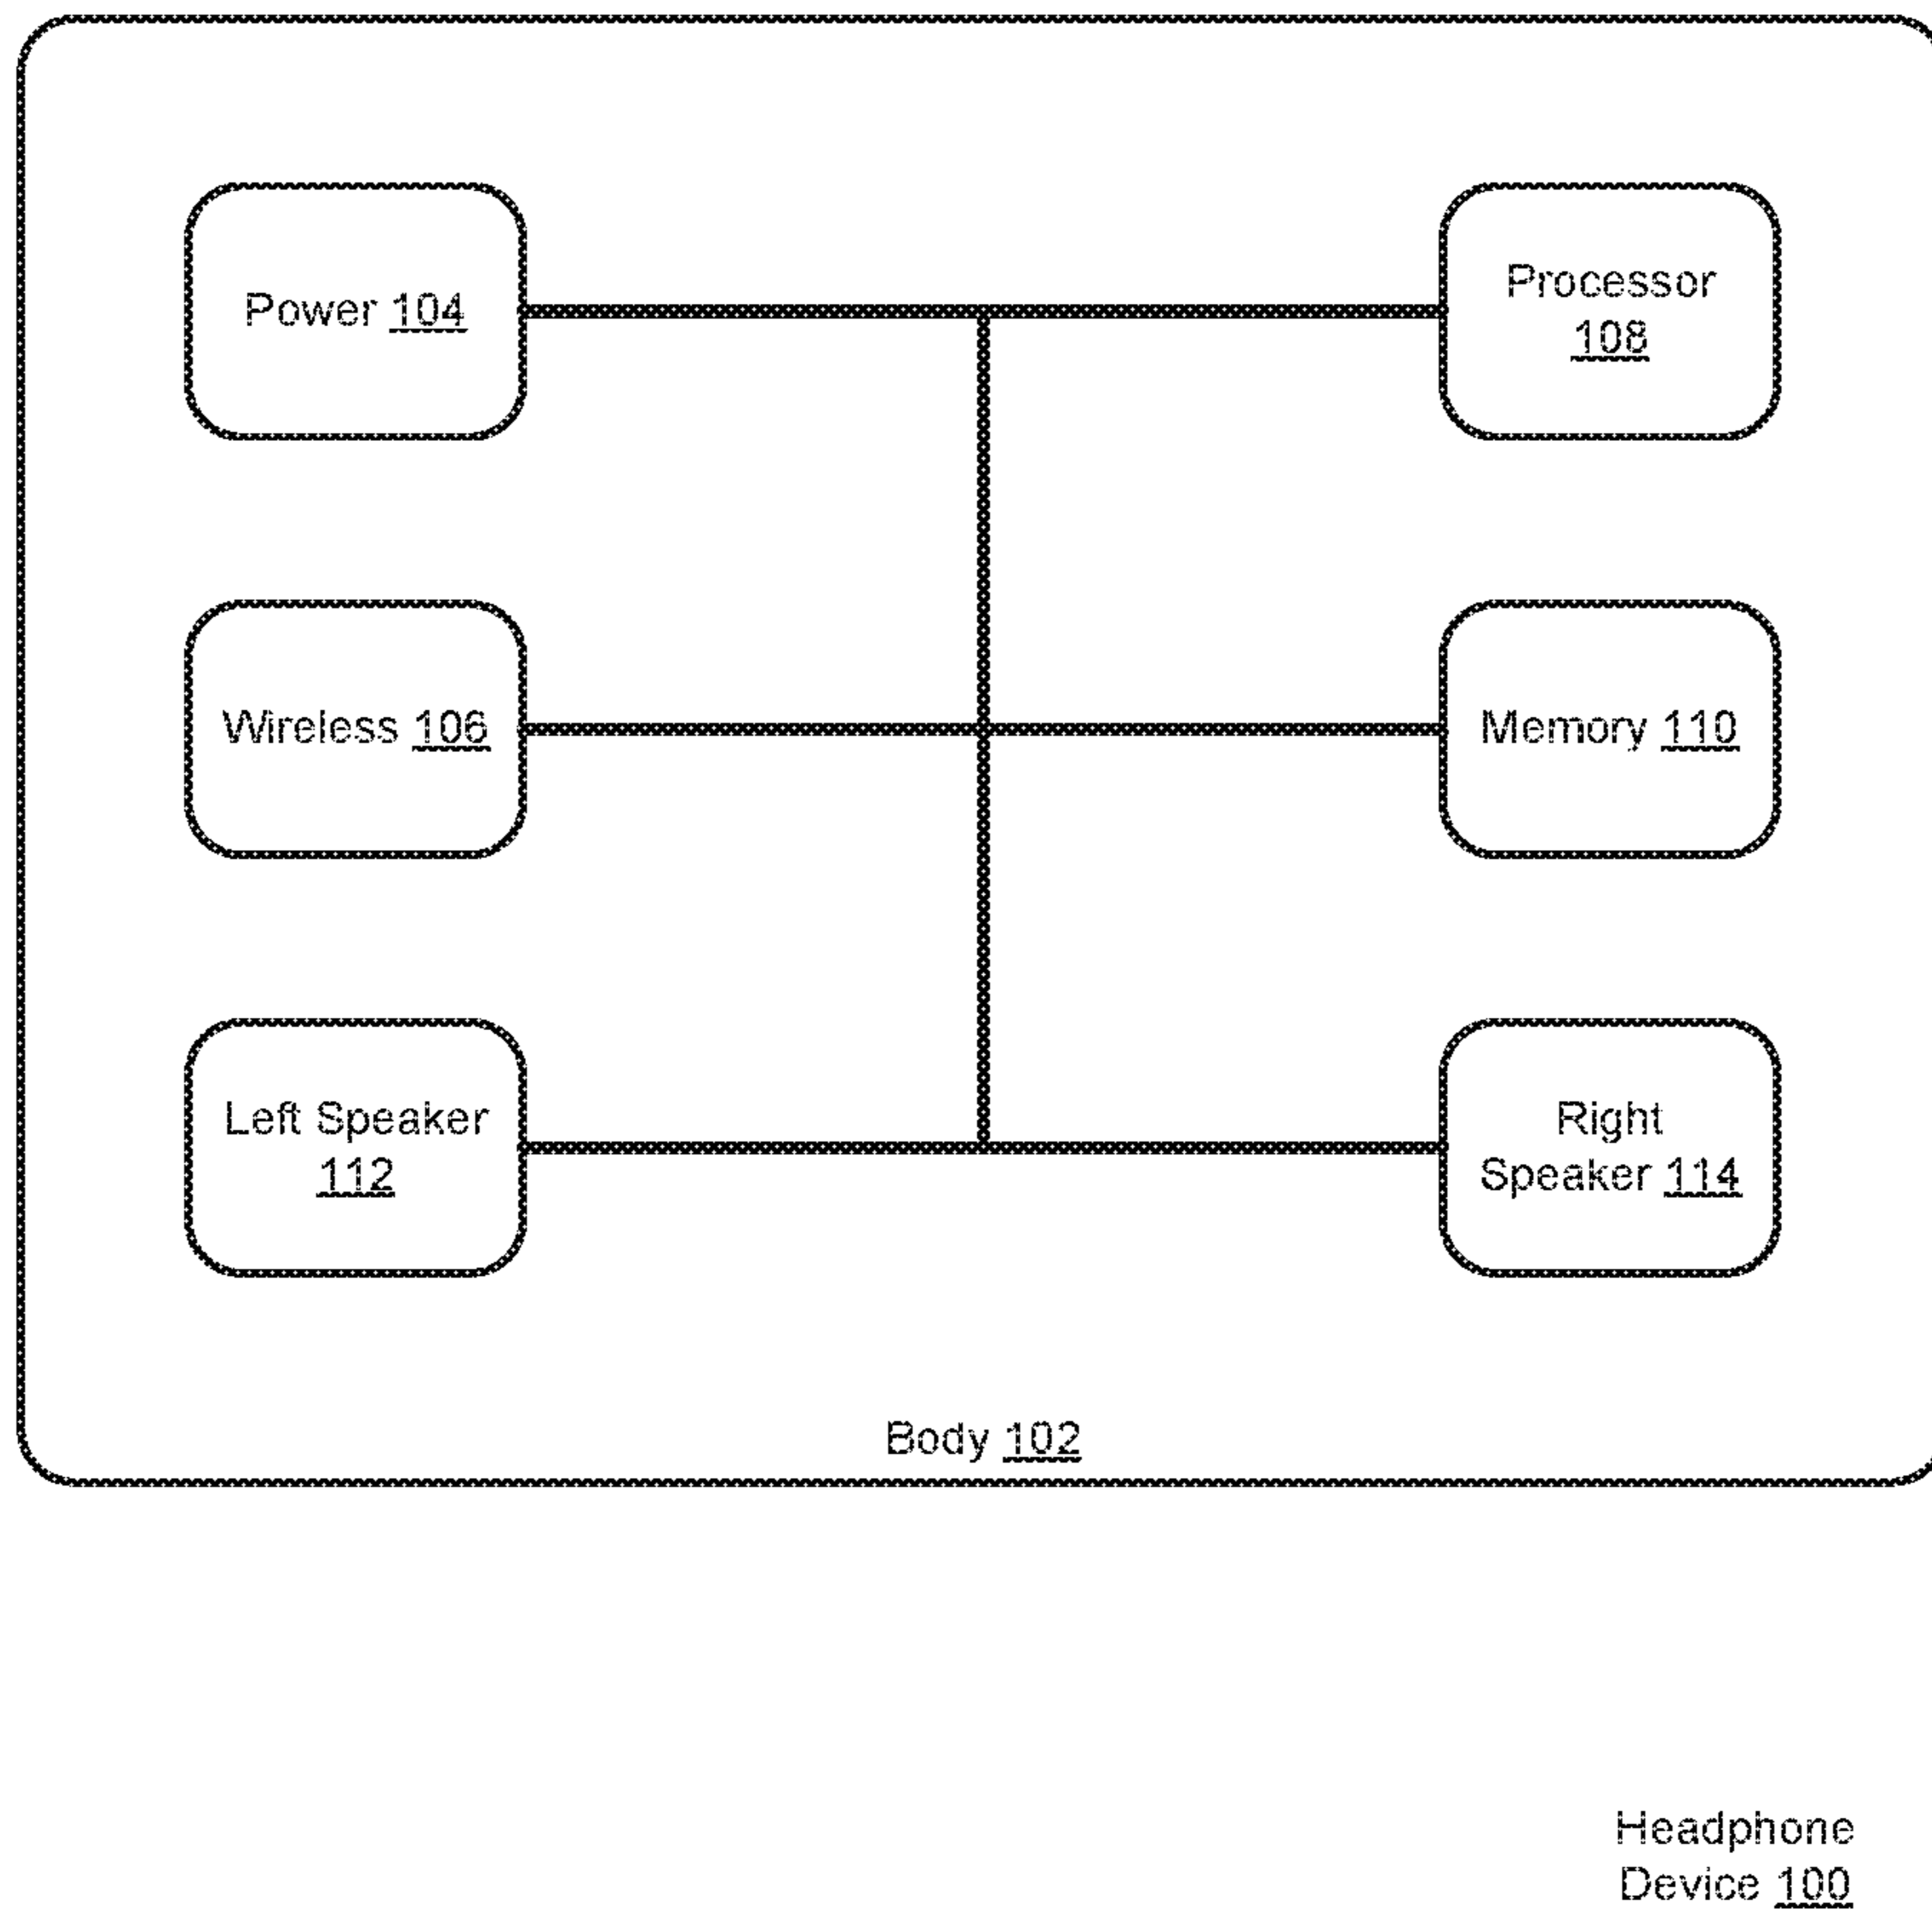 Power 104
Processor
108
Wireless 106
Memory 110
Left Speaker
112
Right
Speaker 114
Body 102
Headphone
Device 100